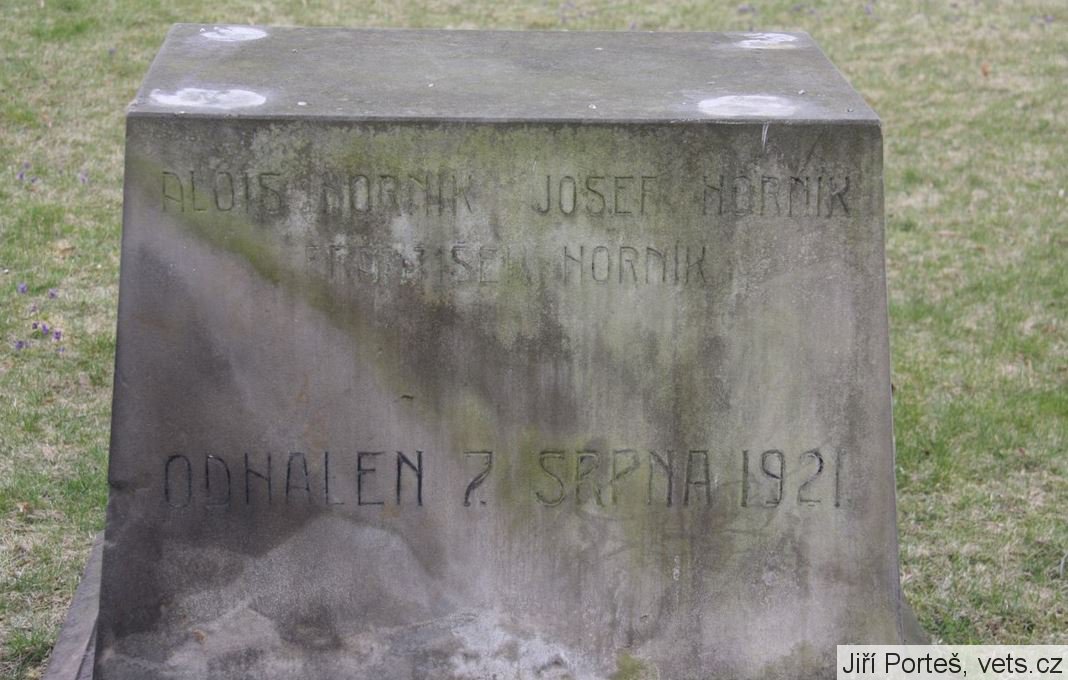 ALOIS HORNÍK JOSEF HORNÍK
FRANTIŠEK HORNÍK
ODHALEN 7. SRPNA 1921.
Jiří Porteš, vets.cz